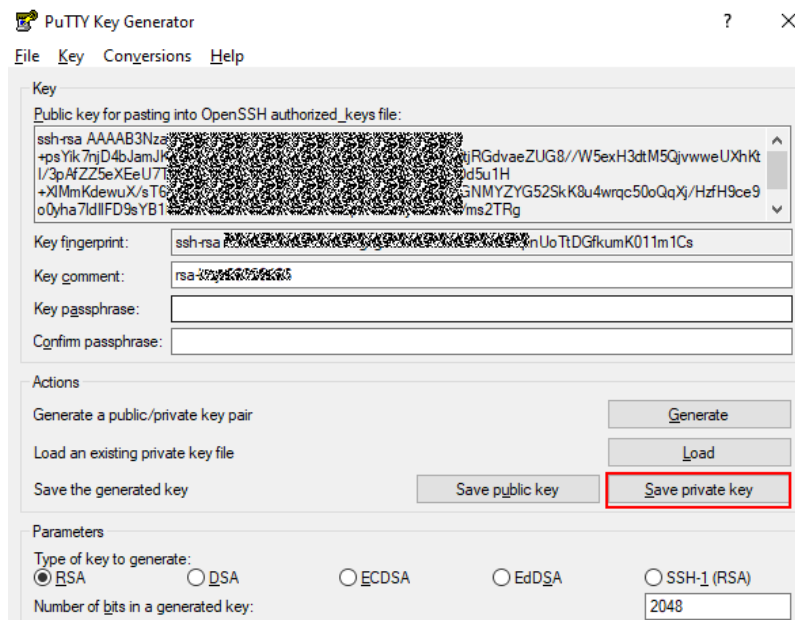 PuTTY Key Generator
?
File Key Conversions Help
Key
Public key for pasting into OpenSSH authorized_keys file:
ssh-rsa AAAAB3Nza
+psYik7njD4bJamJK tjRGdvaeZUG8//W5exH3dtM5QjvwweUXhKt
I/3pAfZZ5eXEeU7T 0d5u1H
+XIMmKdewuX/sT6 GNMYZYG52SkK8u4wrqc50oQqXj/HzfH9ce9
o0yha7IdIlFD9sYB1 /ms2TRg
Key fingerprint: ssh-rsa nUoTtDGfkumK011m1Cs
Key comment: rsa-
Key passphrase:
Confirm passphrase:
Actions
Generate a public/private key pair Generate
Load an existing private key file Load
Save the generated key Save public key Save private key
Parameters
Type of key to generate:
RSA DSA ECDSA EdDSA SSH-1 (RSA)
Number of bits in a generated key: 2048